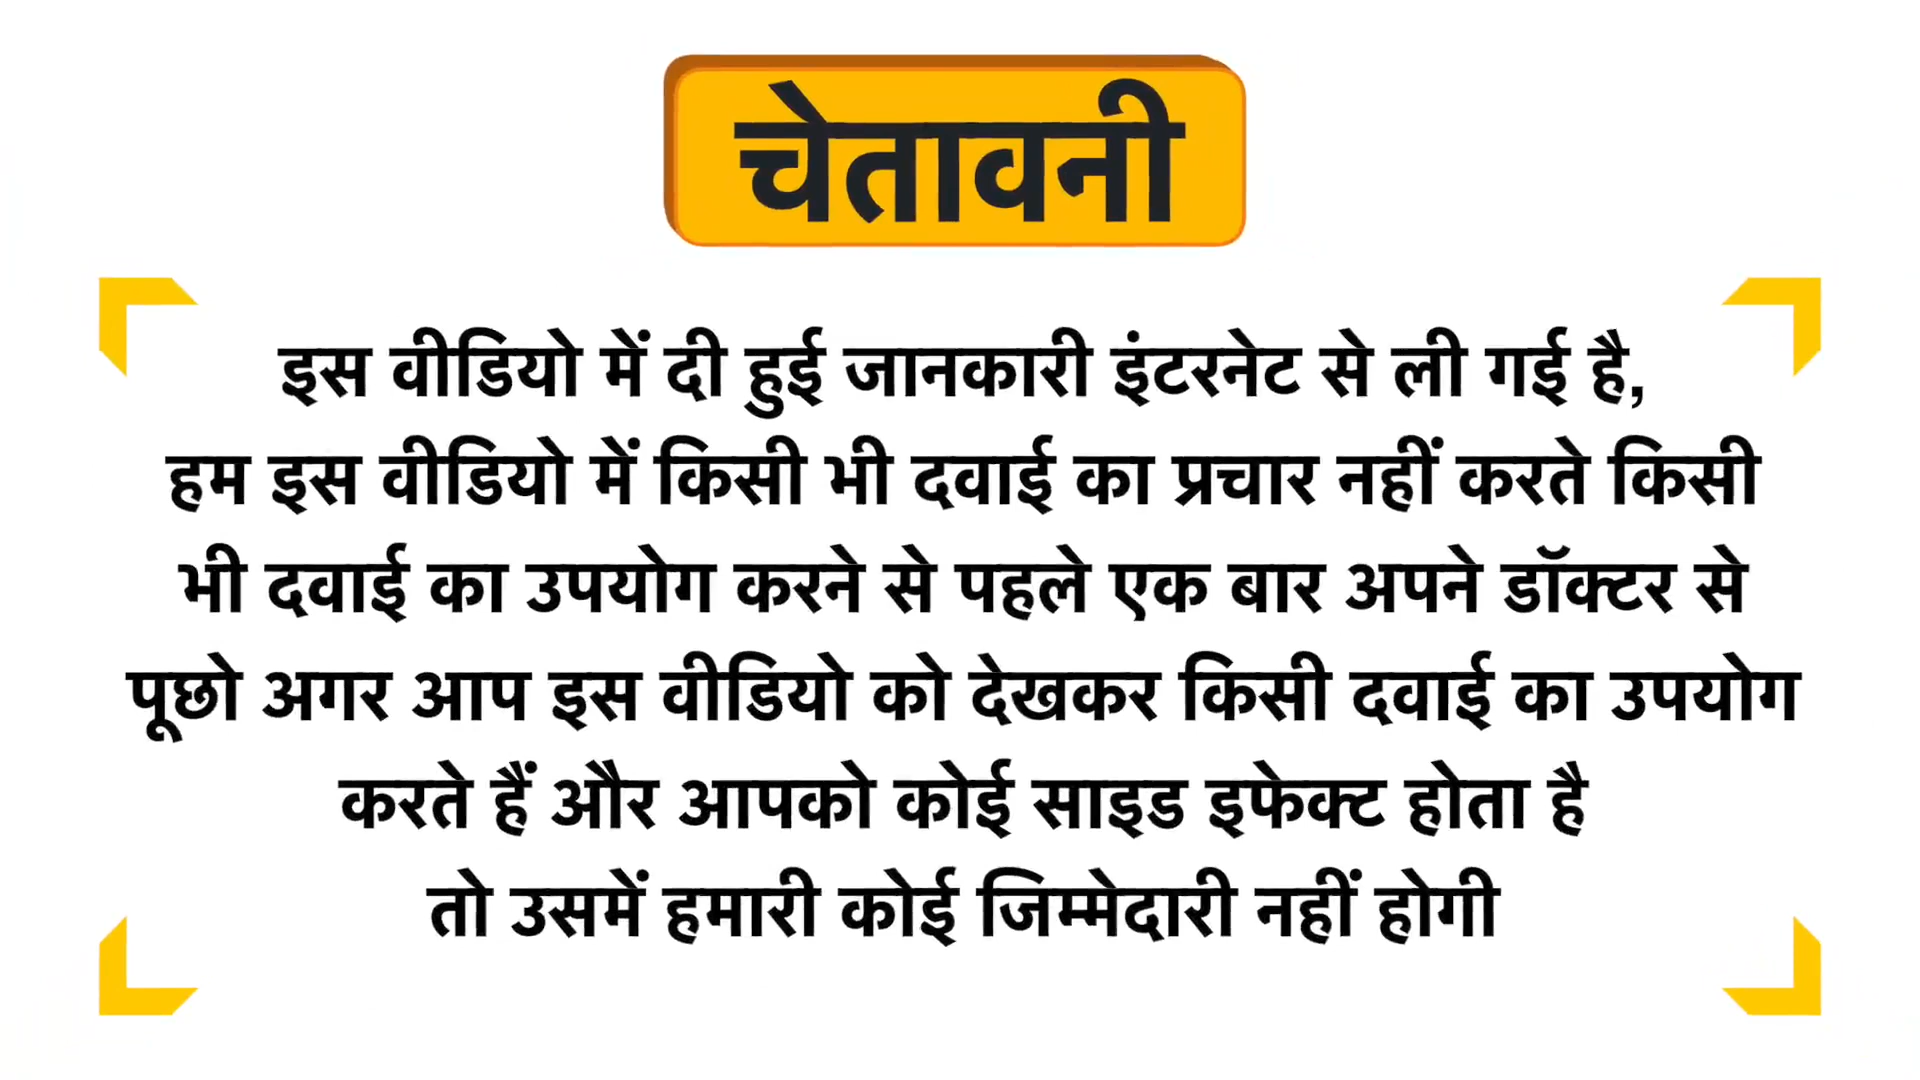 चेतावनी
इस वीडियो में दी हुई जानकारी इंटरनेट से ली गई है,
हम इस वीडियो में किसी भी दवाई का प्रचार नहीं करते किसी
भी दवाई का उपयोग करने से पहले एक बार अपने डॉक्टर से
पूछो अगर आप इस वीडियो को देखकर किसी दवाई का उपयोग
करते हैं और आपको कोई साइड इफेक्ट होता है
तो उसमें हमारी कोई जिम्मेदारी नहीं होगी